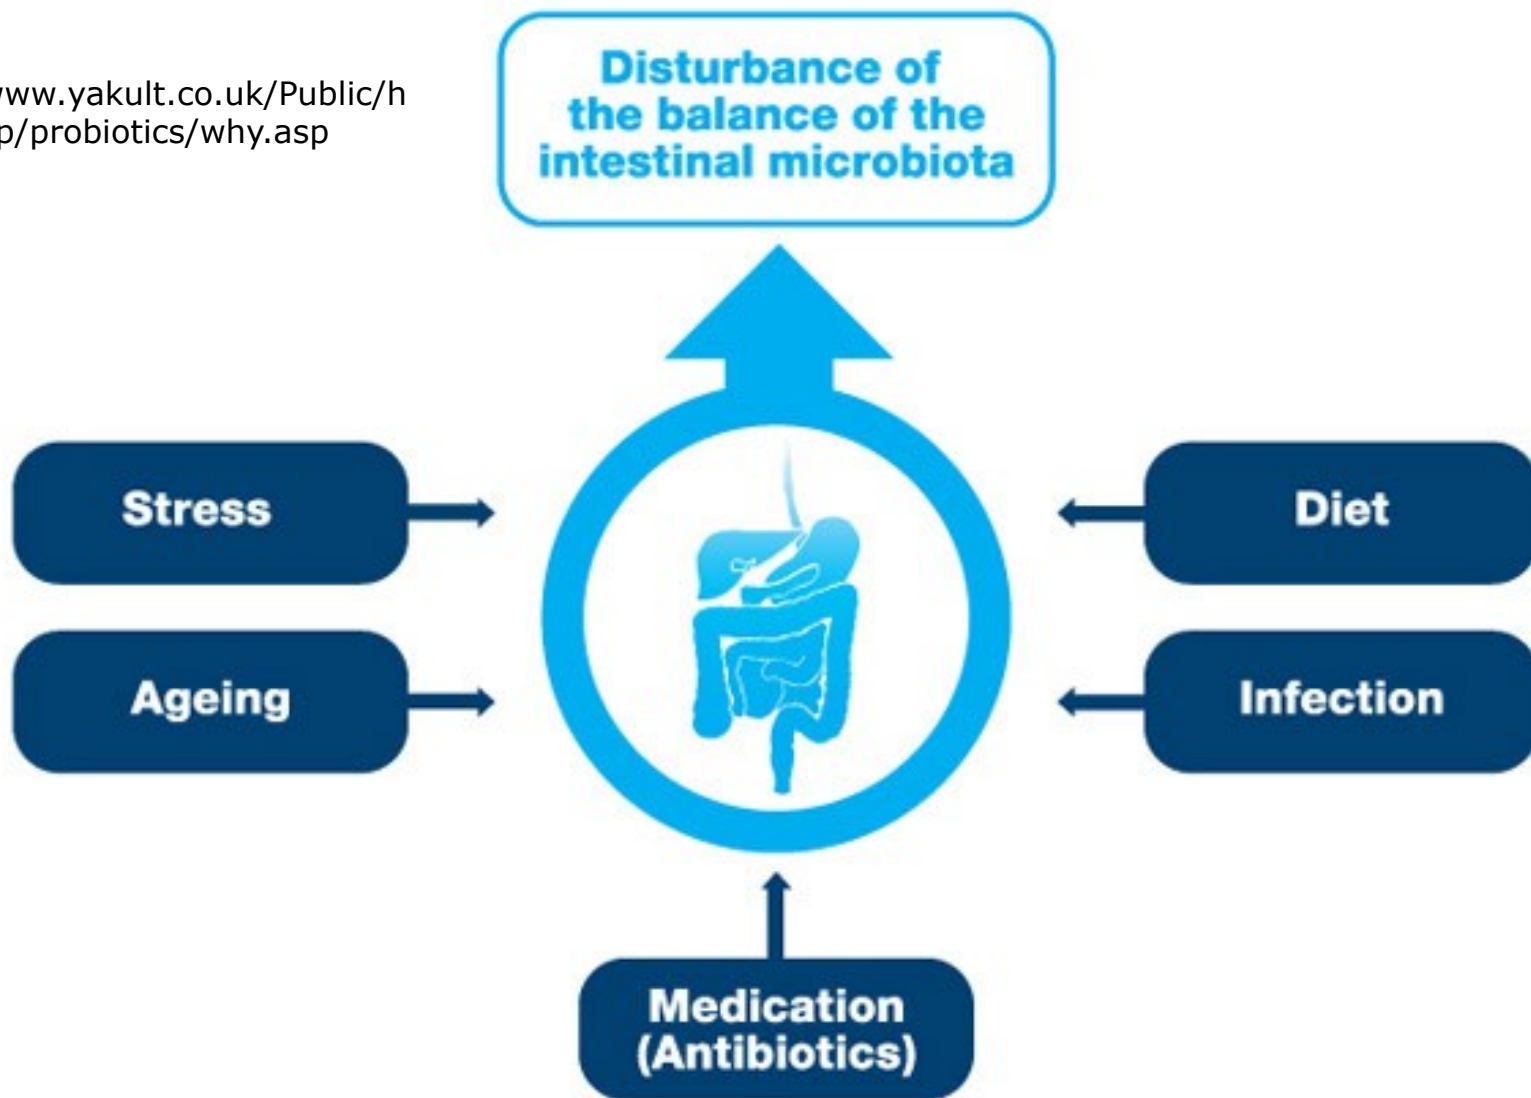 www.yakult.co.uk/Public/h
p/probiotics/why.asp
Disturbance of
the balance of the
intestinal microbiota
Stress
Diet
Ageing
Infection
Medication
(Antibiotics)